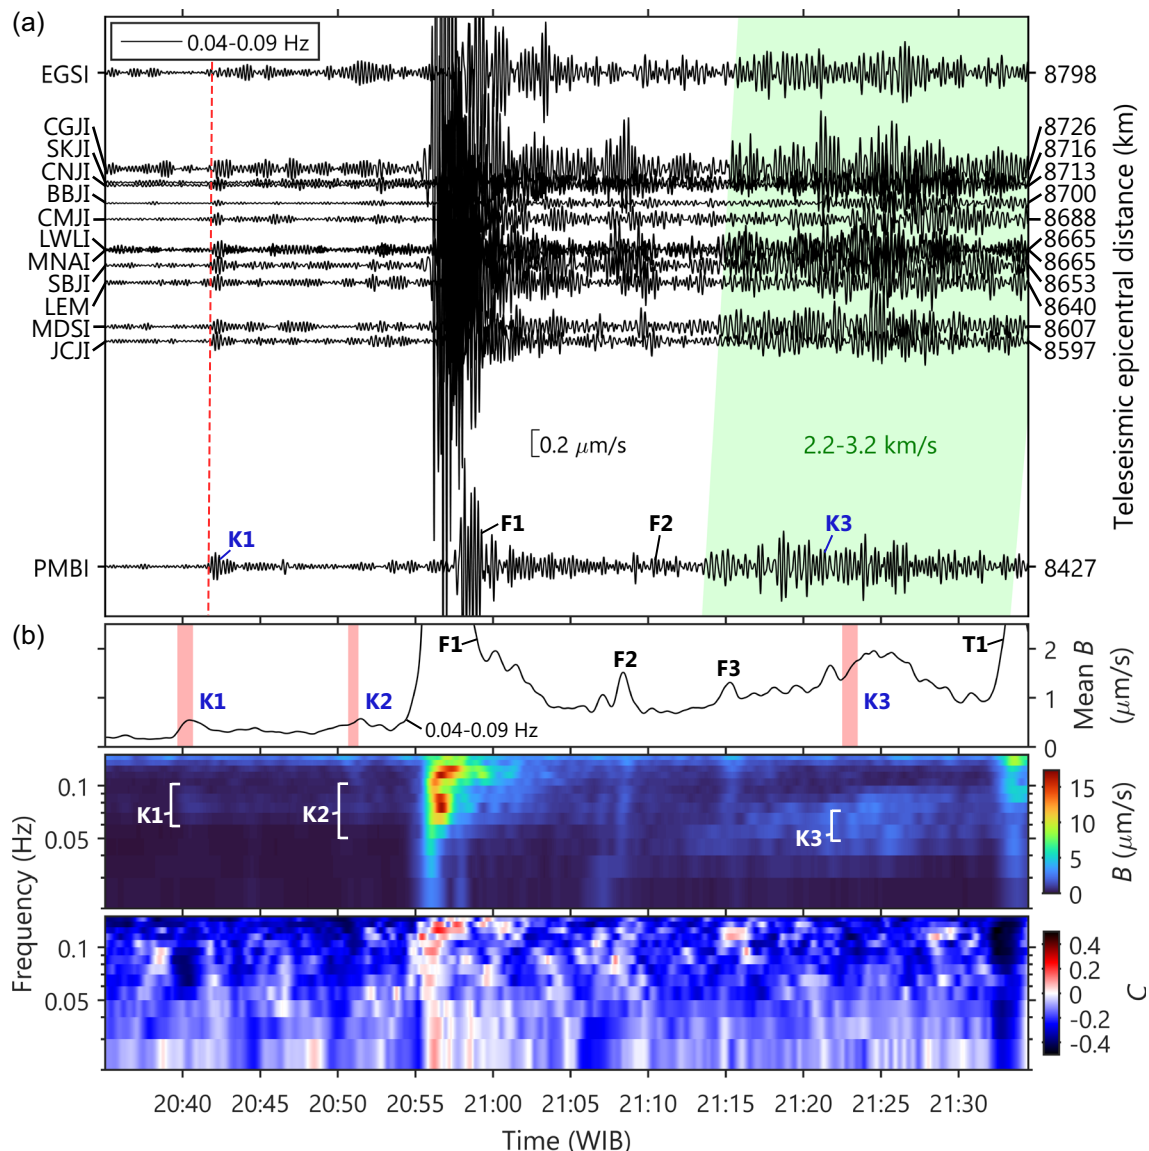 (a)
0.04-0.09 Hz
EGSI
CGJI
SKJI
CNJI
BBJI
CMJI
LWLI
MNAI
SBJI
LEM
MDSI
JCJI
PMBI
8798
8726
8716
8713
8700
8688
8665
8665
8653
8640
8607
8597
8427
Teleseismic epicentral distance (km)
0.2 μm/s
2.2-3.2 km/s
K1
F1
F2
K3
(b)
K1
K2
F1
F2
F3
K3
T1
0.04-0.09 Hz
2
1
0
Mean B
(μm/s)
0.1
0.05
K1
K2
K3
15
10
5
0
B (μm/s)
Frequency (Hz)
0.1
0.05
0.4
0.2
0
-0.2
-0.4
C
20:40 20:45 20:50 20:55 21:00 21:05 21:10 21:15 21:20 21:25 21:30
Time (WIB)